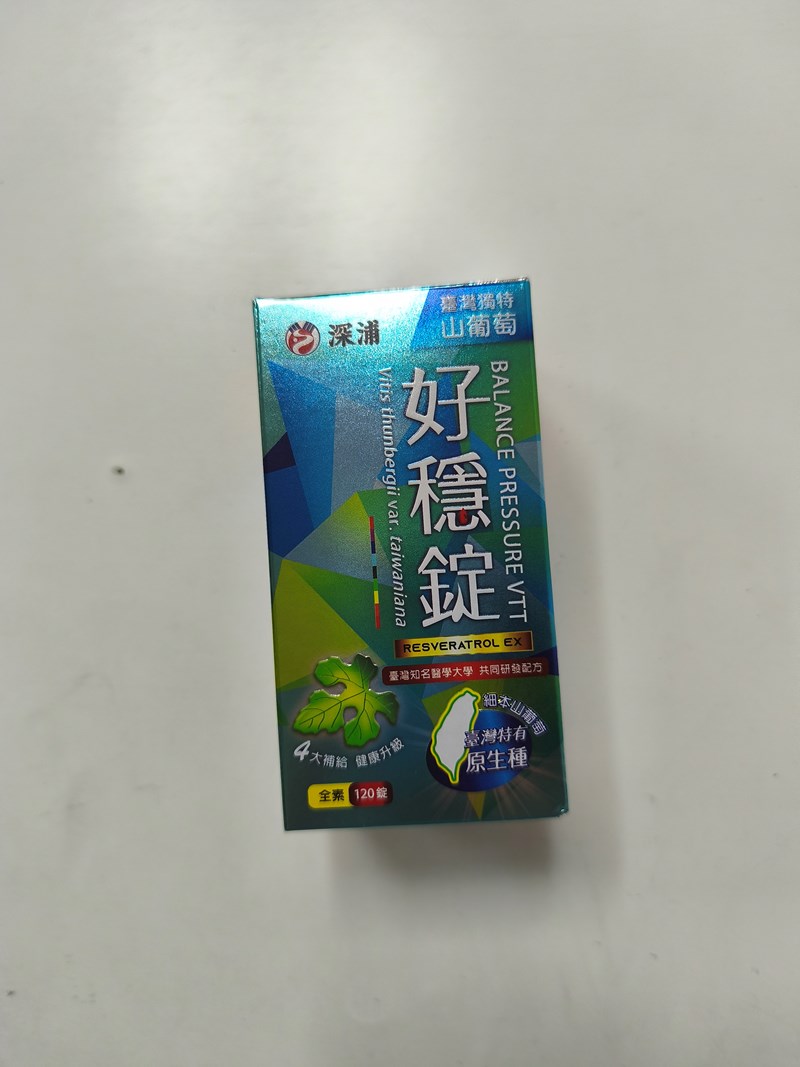 深浦
臺灣獨特
山葡萄
好穩錠
BALANCE PRESSURE VTT
Vitis thunbergii var. taiwaniana
RESVERATROL EX
臺灣知名醫學大學 共同研發配方
細本山葡萄
臺灣特有
原生種
4大補給 健康升級
全素 120錠